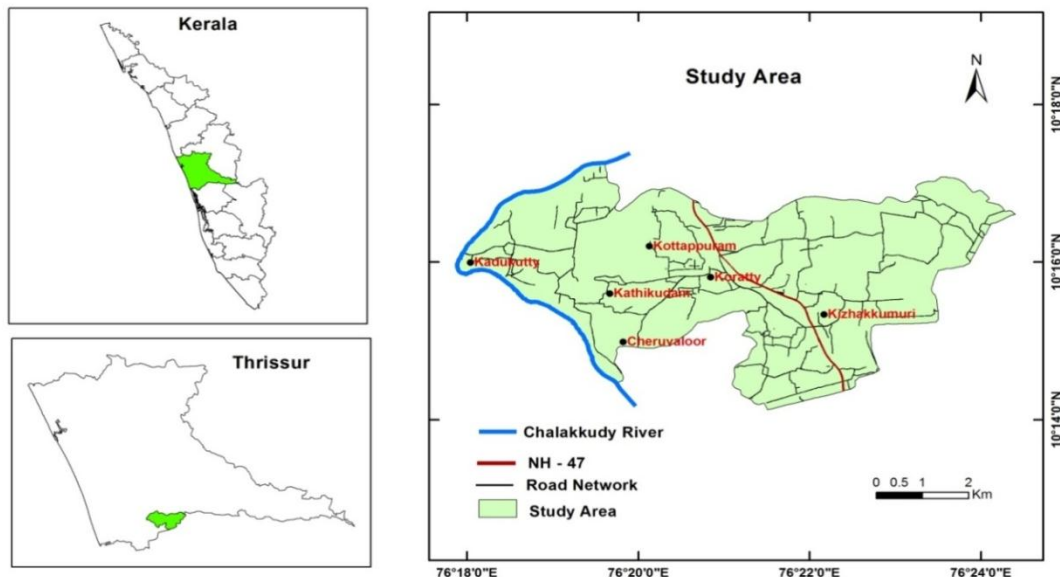 Kerala
Thrissur
Study Area
N
10°18'0"N
10°16'0"N
10°14'0"N
Kadukutty
Kottappuram
Koratty
Kathikudam
Kizhakkumuri
Cheruvaloor
Chalakkudy River
NH - 47
Road Network
Study Area
0 0.5 1 2
Km
76°18'0"E 76°20'0"E 76°22'0"E 76°24'0"E